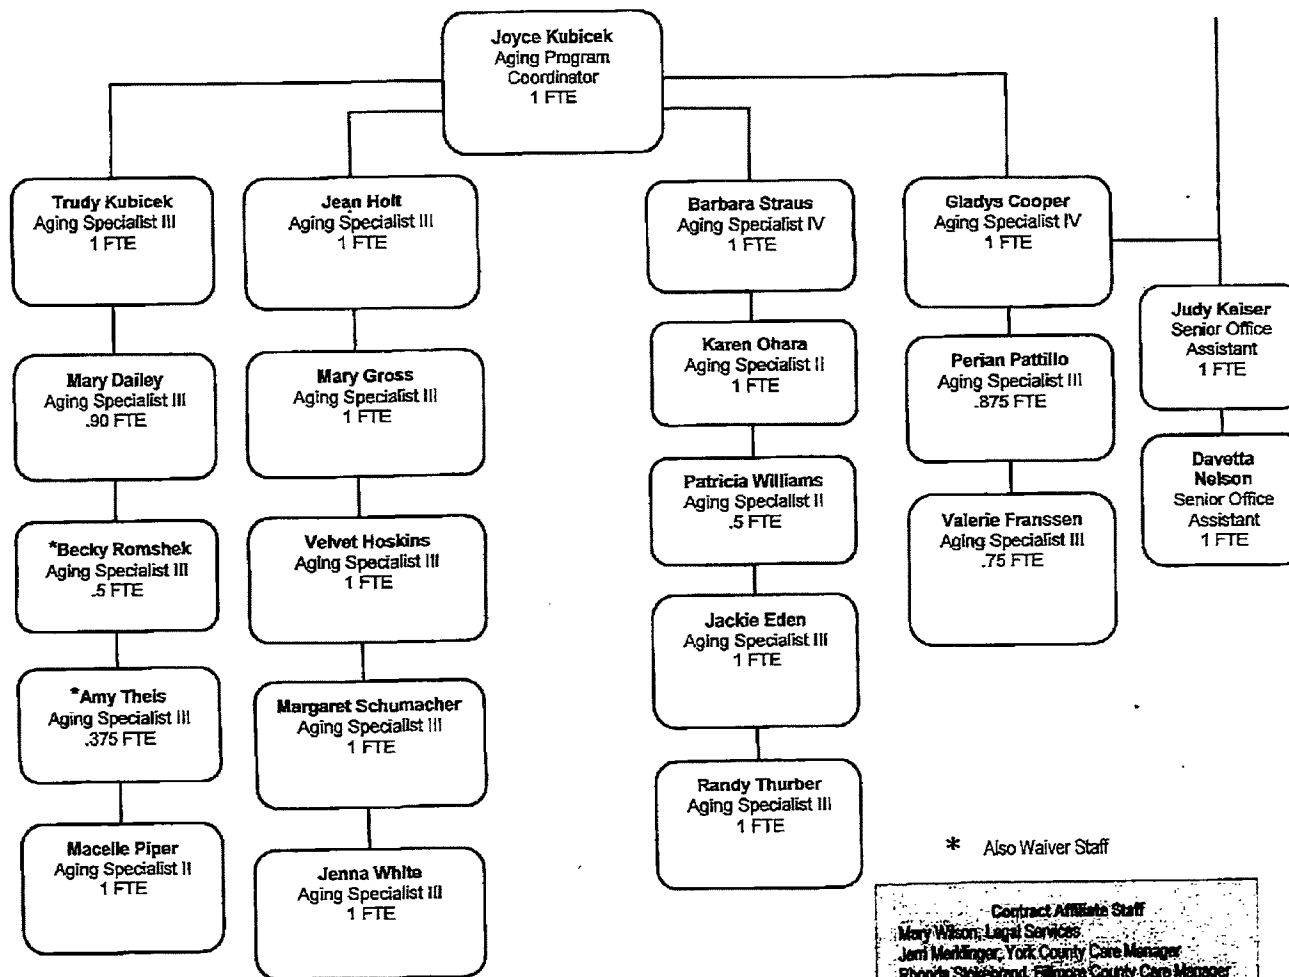 Joyce Kubicek
Aging Program
Coordinator
1 FTE
Trudy Kubicek
Aging Specialist III
1 FTE
Mary Dailey
Aging Specialist III
.90 FTE
*Becky Romshek
Aging Specialist III
.5 FTE
*Amy Theis
Aging Specialist III
.375 FTE
Macelle Piper
Aging Specialist II
1 FTE
Jean Holt
Aging Specialist III
1 FTE
Mary Gross
Aging Specialist III
1 FTE
Velvet Hoskins
Aging Specialist III
1 FTE
Margaret Schumacher
Aging Specialist III
1 FTE
Jenna White
Aging Specialist III
1 FTE
Barbara Straus
Aging Specialist IV
1 FTE
Karen Ohara
Aging Specialist II
1 FTE
Patricia Williams
Aging Specialist II
.5 FTE
Jackie Eden
Aging Specialist III
1 FTE
Randy Thurber
Aging Specialist III
1 FTE
Gladys Cooper
Aging Specialist IV
1 FTE
Perian Pattillo
Aging Specialist III
.875 FTE
Valerie Franssen
Aging Specialist III
.75 FTE
Judy Kaiser
Senior Office
Assistant
1 FTE
Davetta
Nelson
Senior Office
Assistant
1 FTE
* Also Waiver Staff
Contract Affiliate Staff
Mary Wilson, Legal Services
Jerri Merklinger, York County Care Manager
Rhonda Stokebrand, Fillmore County Care Manager